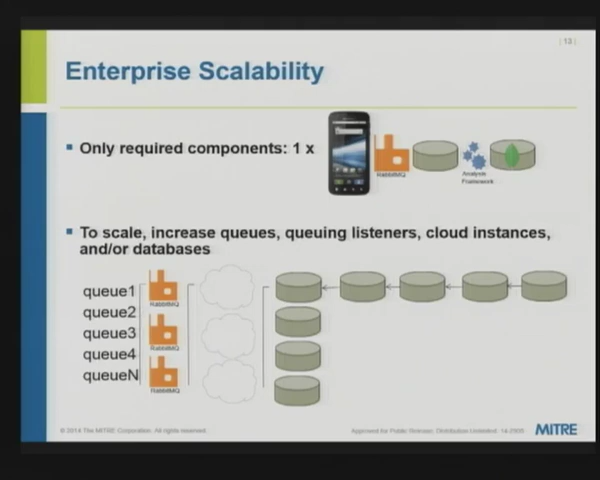 | 13 |
Enterprise Scalability
Only required components: 1 x
RabbitMQ
Analysis
Framework
To scale, increase queues, queuing listeners, cloud instances,
and/or databases
queue1
queue2
queue3
queue4
queueN
RabbitMQ
RabbitMQ
RabbitMQ
© 2014 The MITRE Corporation. All rights reserved.
Approved for Public Release; Distribution Unlimited. 14-2505
MITRE